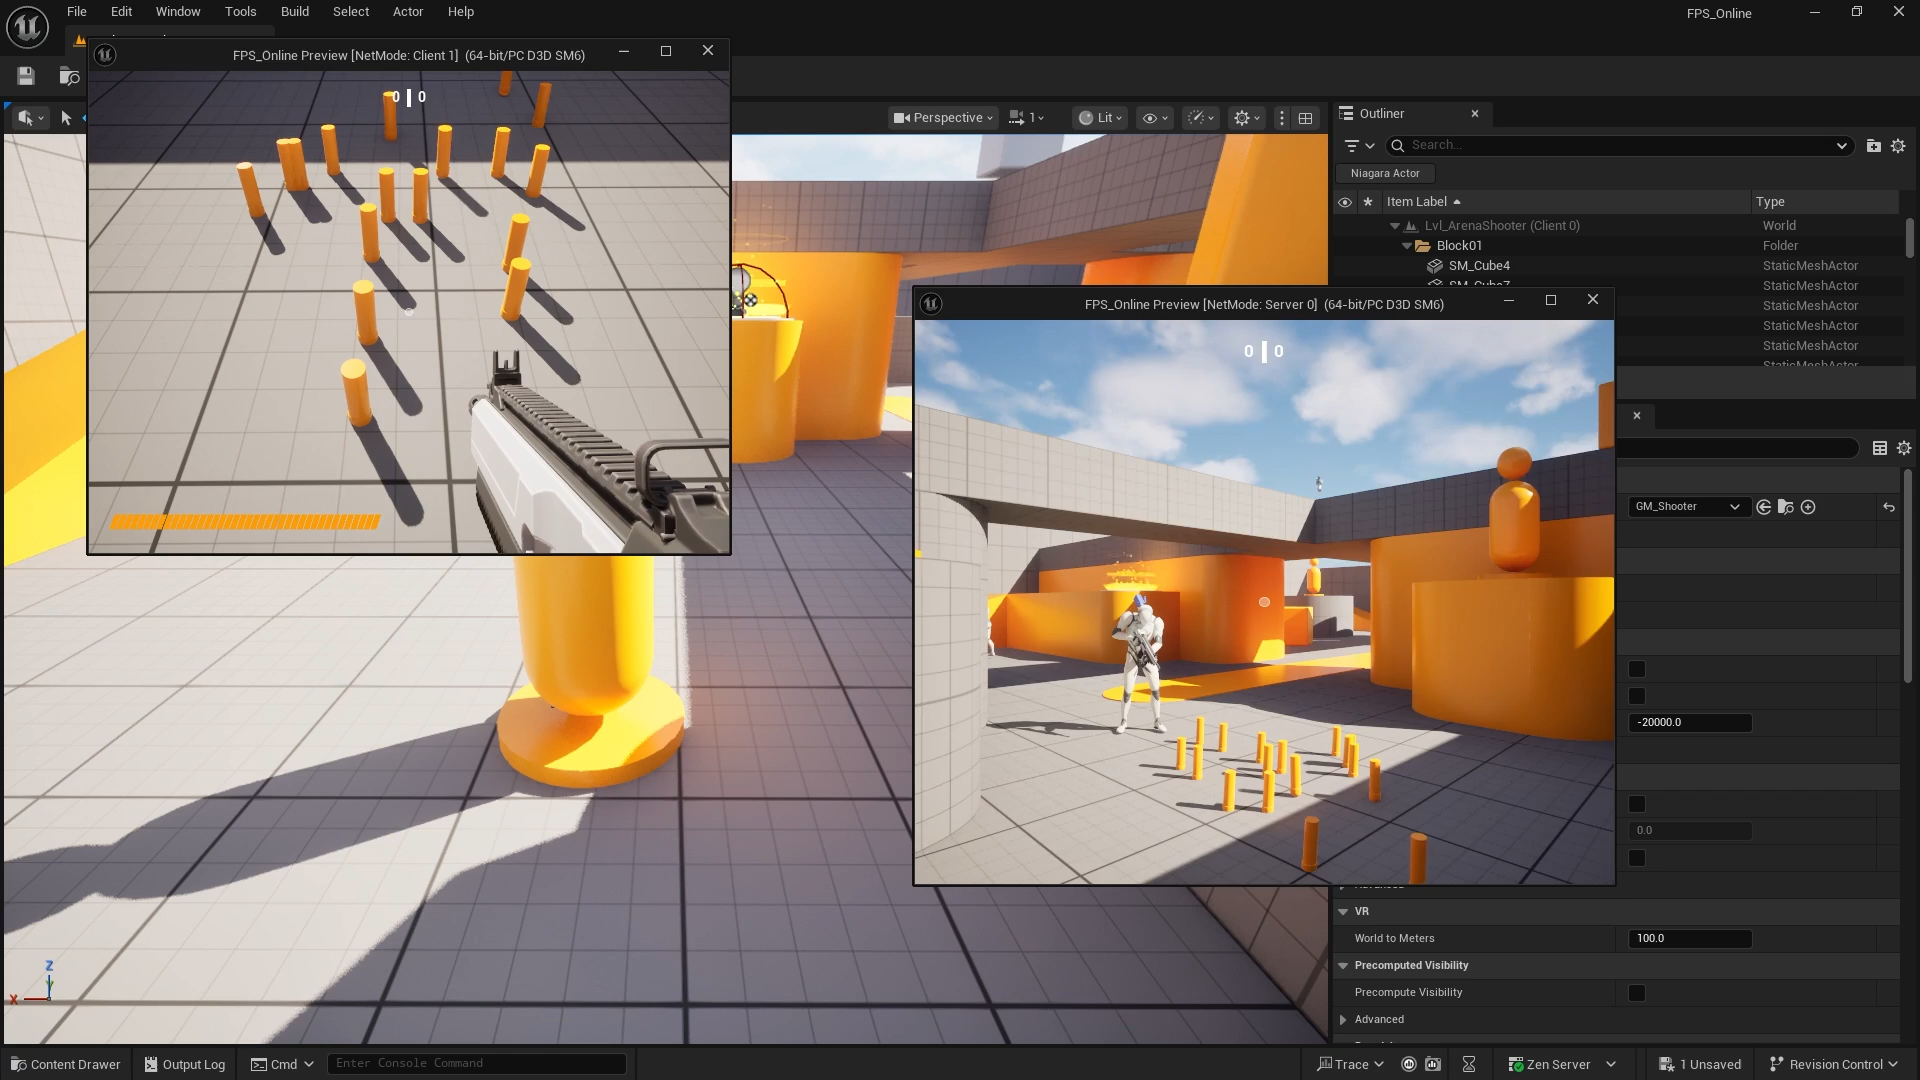 File Edit Window Tools Build Select Actor Help
FPS_Online
FPS_Online Preview [NetMode: Client 1] (64-bit/PC D3D SM6)
0 0
Perspective
1
Lit
Outliner
Search...
Niagara Actor
Item Label Type
Lvl_ArenaShooter (Client 0) World
Block01 Folder
SM_Cube4 StaticMeshActor
SM_Cube7 StaticMeshActor
StaticMeshActor
StaticMeshActor
StaticMeshActor
StaticMeshActor
FPS_Online Preview [NetMode: Server 0] (64-bit/PC D3D SM6)
0 0
GM_Shooter
-20000.0
0.0
Advanced
VR
World to Meters 100.0
Precomputed Visibility
Precompute Visibility
Advanced
Z
X
Content Drawer Output Log Cmd Enter Console Command Trace Zen Server 1 Unsaved Revision Control